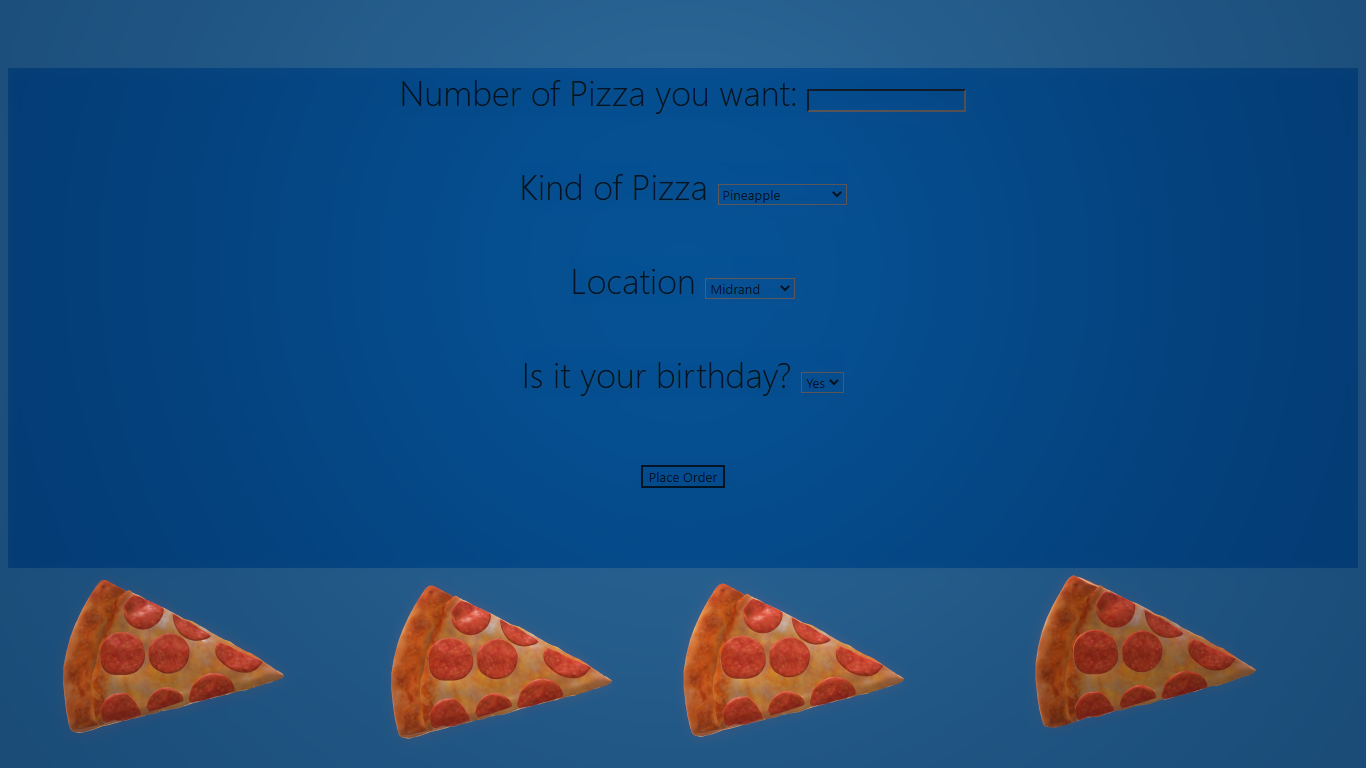 Number of Pizza you want:
Kind of Pizza Pineapple
Location Midrand
Is it your birthday? Yes
Place Order